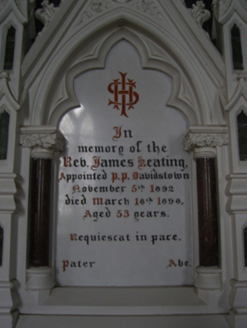 IHS
In
memory of the
Rev. James Keating,
Appointed P.P. Davidstown
November 5th 1892
died March 16th 1896,
Aged 53 years.
Requiescat in pace.
Pater Ave.